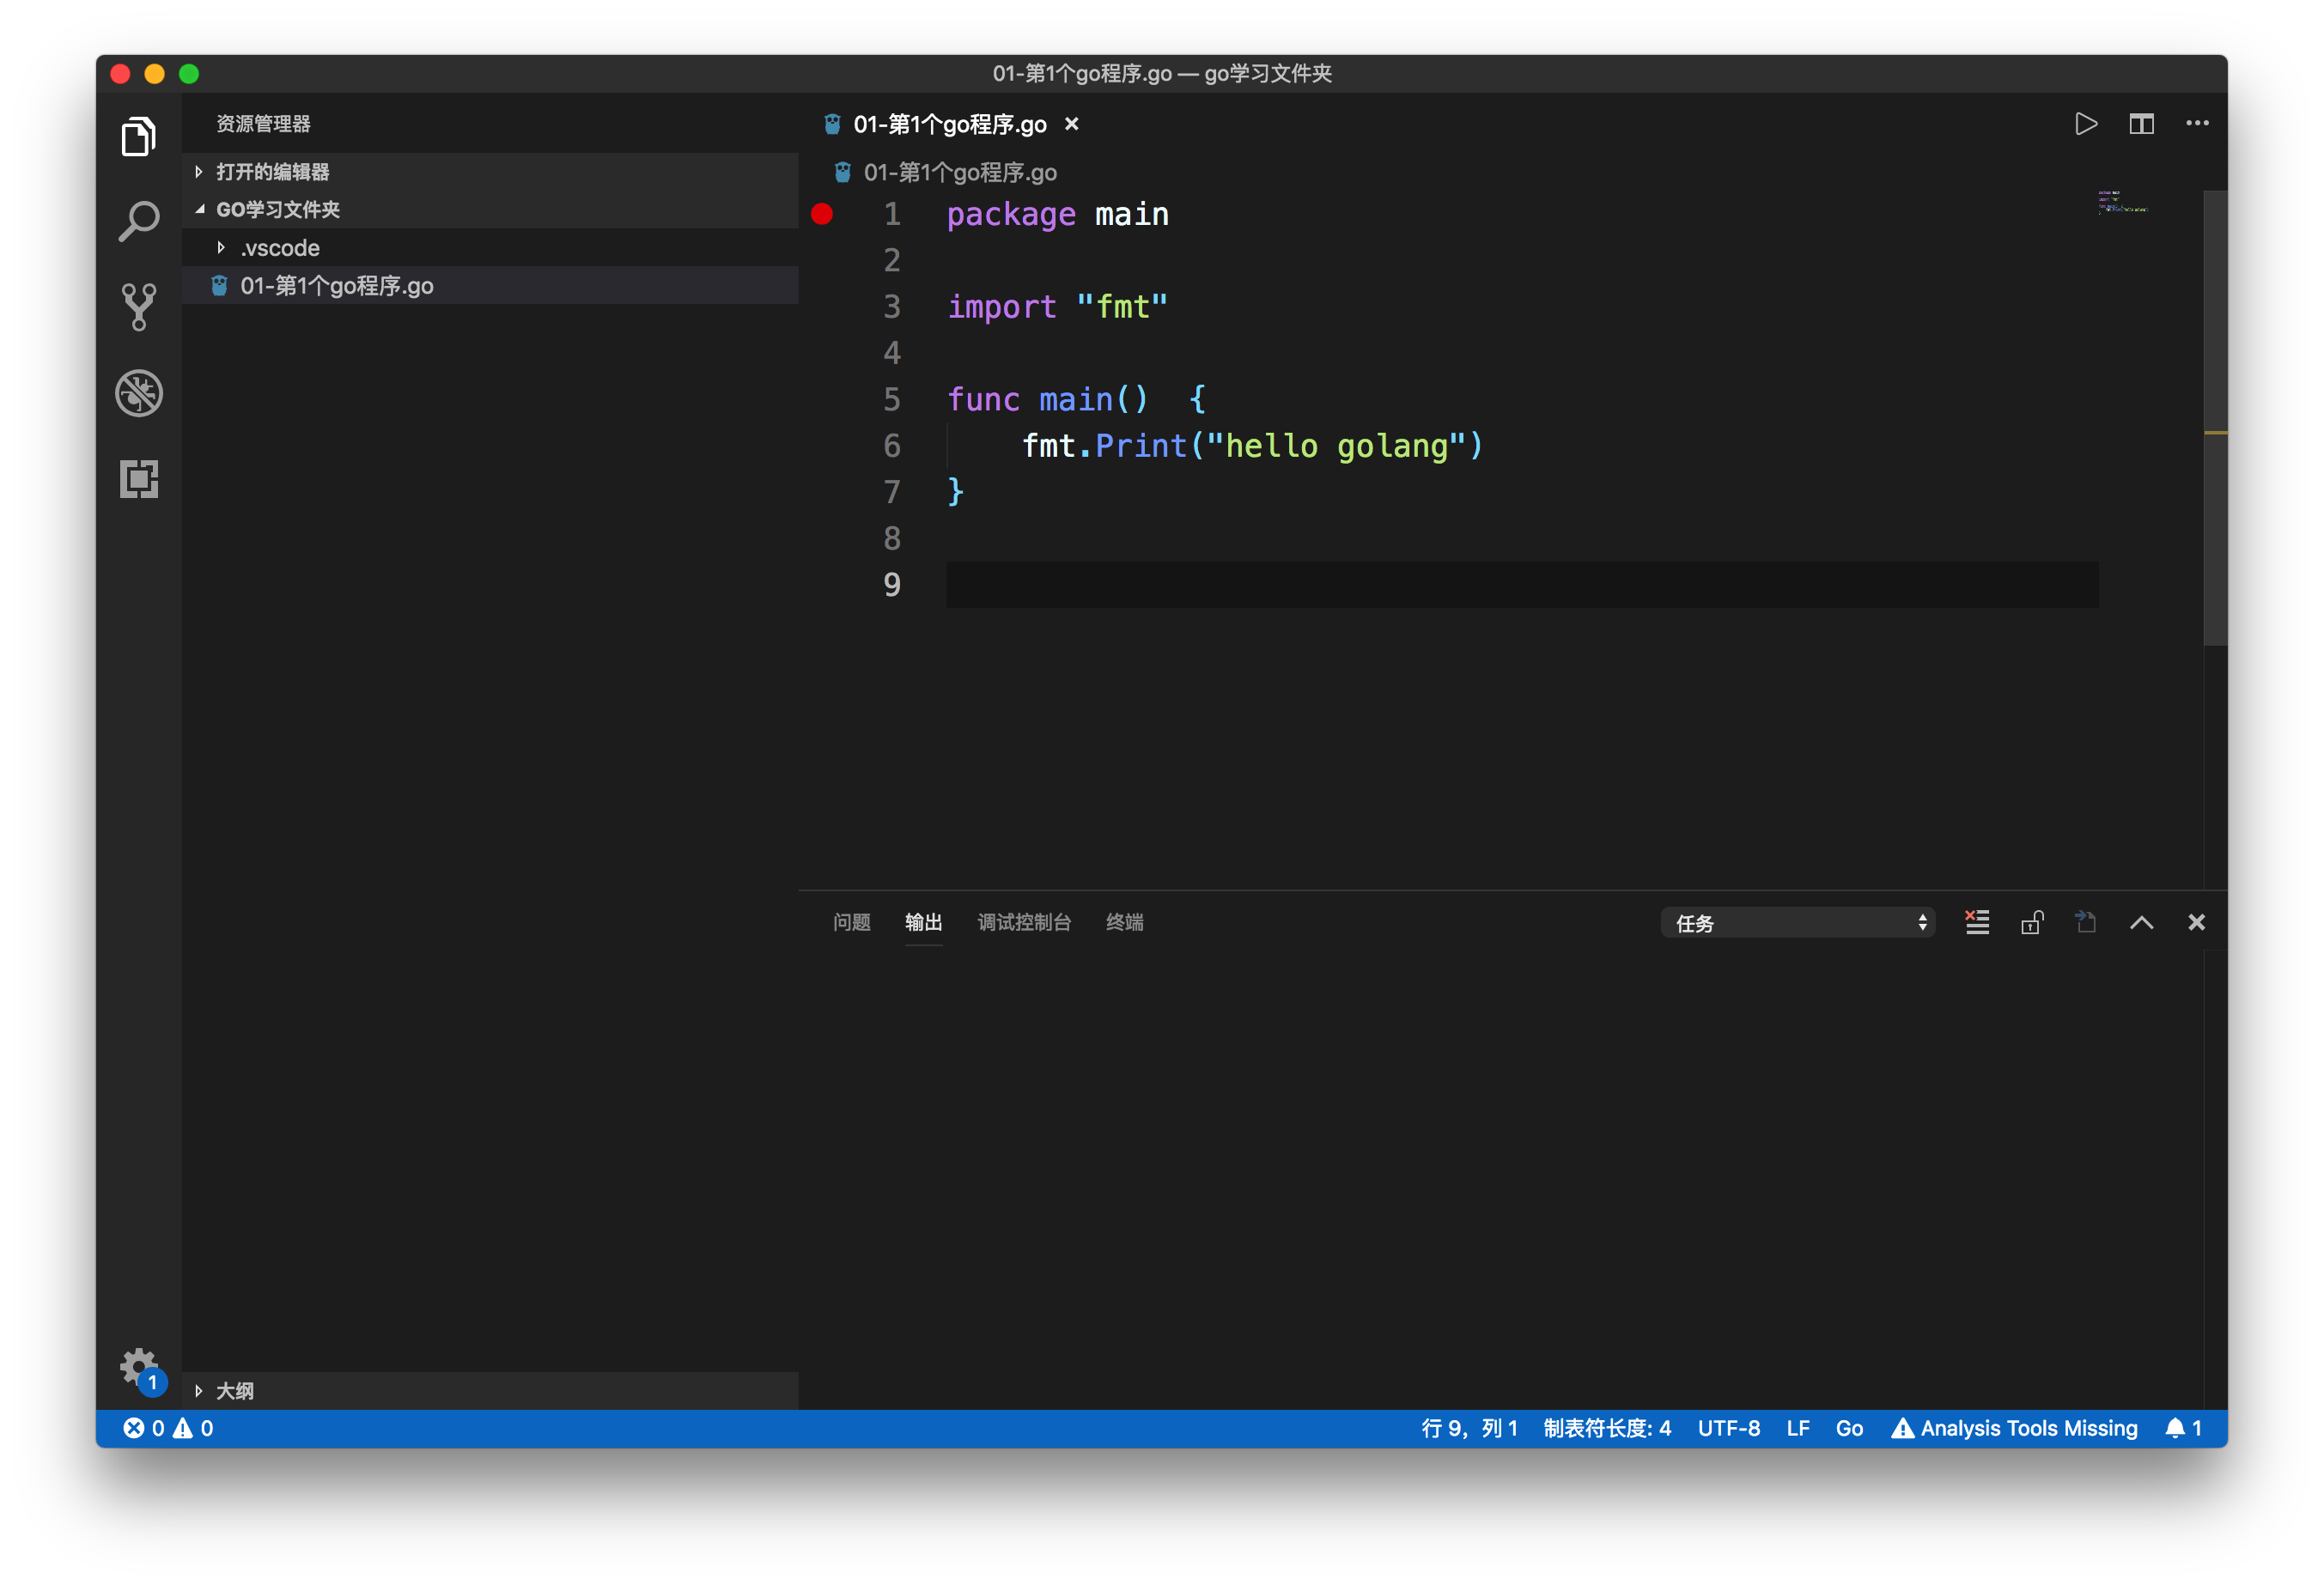 01-第1个go程序.go — go学习文件夹
资源管理器
打开的编辑器
GO学习文件夹
.vscode
01-第1个go程序.go
大纲
01-第1个go程序.go
01-第1个go程序.go
1 package main
2
3 import "fmt"
4
5 func main()  {
6     fmt.Print("hello golang")
7 }
8
9
问题 输出 调试控制台 终端 任务
1
0 0 行 9，列 1 制表符长度: 4 UTF-8 LF Go Analysis Tools Missing 1